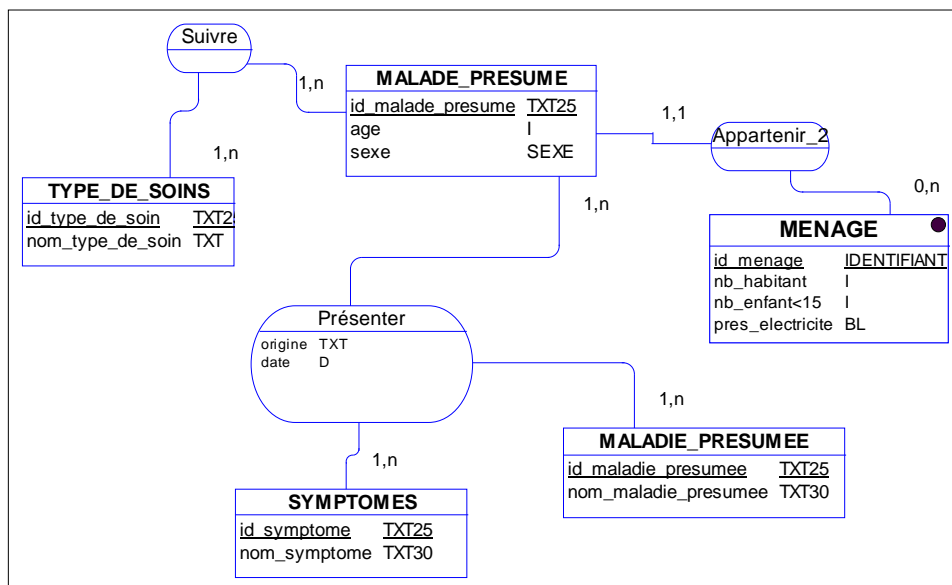 Suivre
1,n
1,n
MALADE_PRESUME
id_malade_presume TXT25
age I
sexe SEXE
1,1
Appartenir_2
0,n
TYPE_DE_SOINS
id_type_de_soin TXT25
nom_type_de_soin TXT
1,n
MENAGE
id_menage IDENTIFIANT
nb_habitant I
nb_enfant<15 I
pres_electricite BL
Présenter
origine TXT
date D
1,n
1,n
MALADIE_PRESUMEE
id_maladie_presumee TXT25
nom_maladie_presumee TXT30
SYMPTOMES
id_symptome TXT25
nom_symptome TXT30